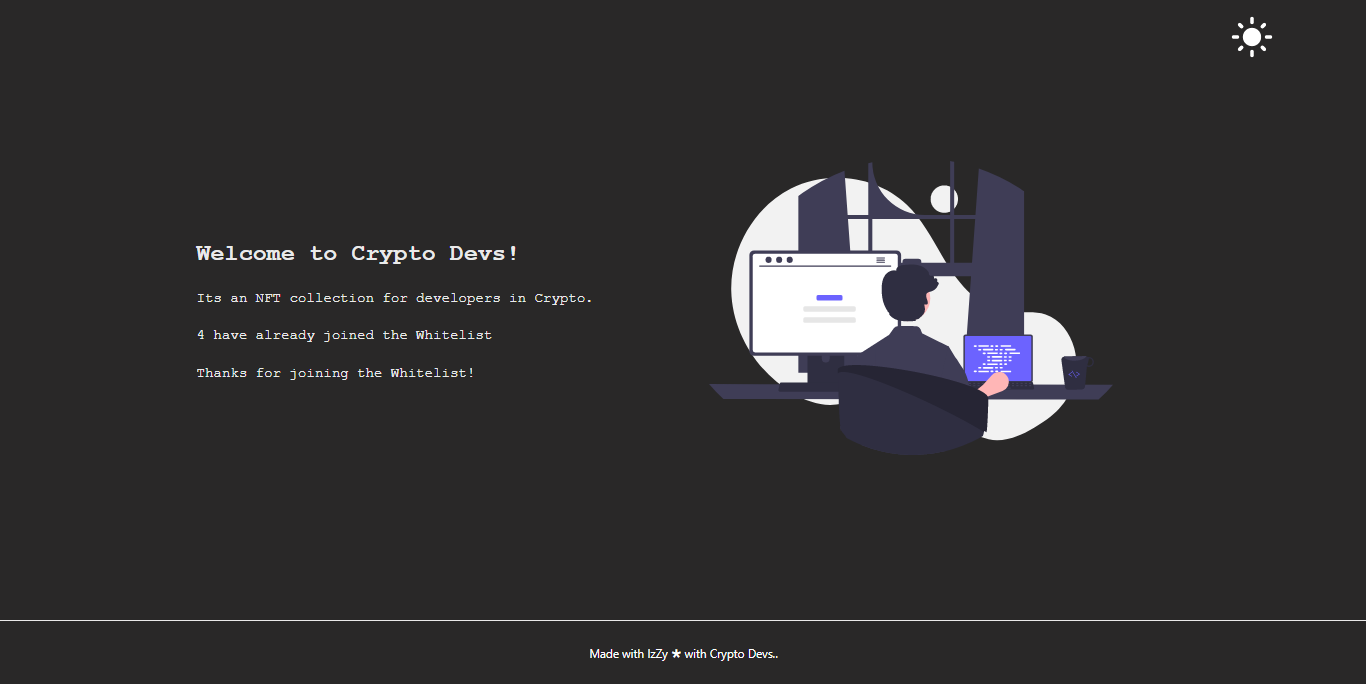 Welcome to Crypto Devs!
Its an NFT collection for developers in Crypto.
4 have already joined the Whitelist
Thanks for joining the Whitelist!
Made with IzZy ★ with Crypto Devs..